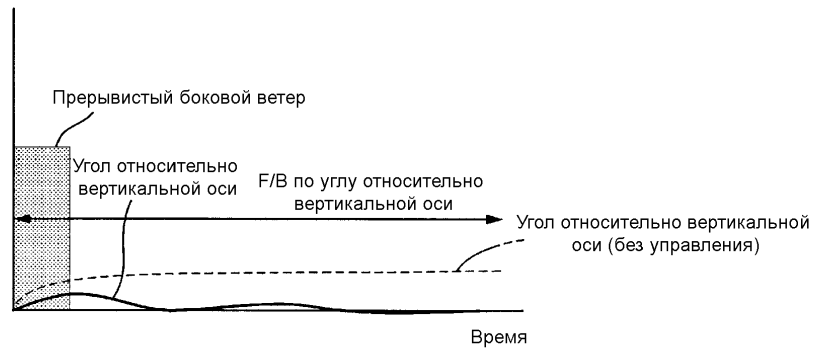 Прерывистый боковой ветер
Угол относительно
вертикальной оси
F/B по углу относительно
вертикальной оси
Угол относительно вертикальной
оси (без управления)
Время